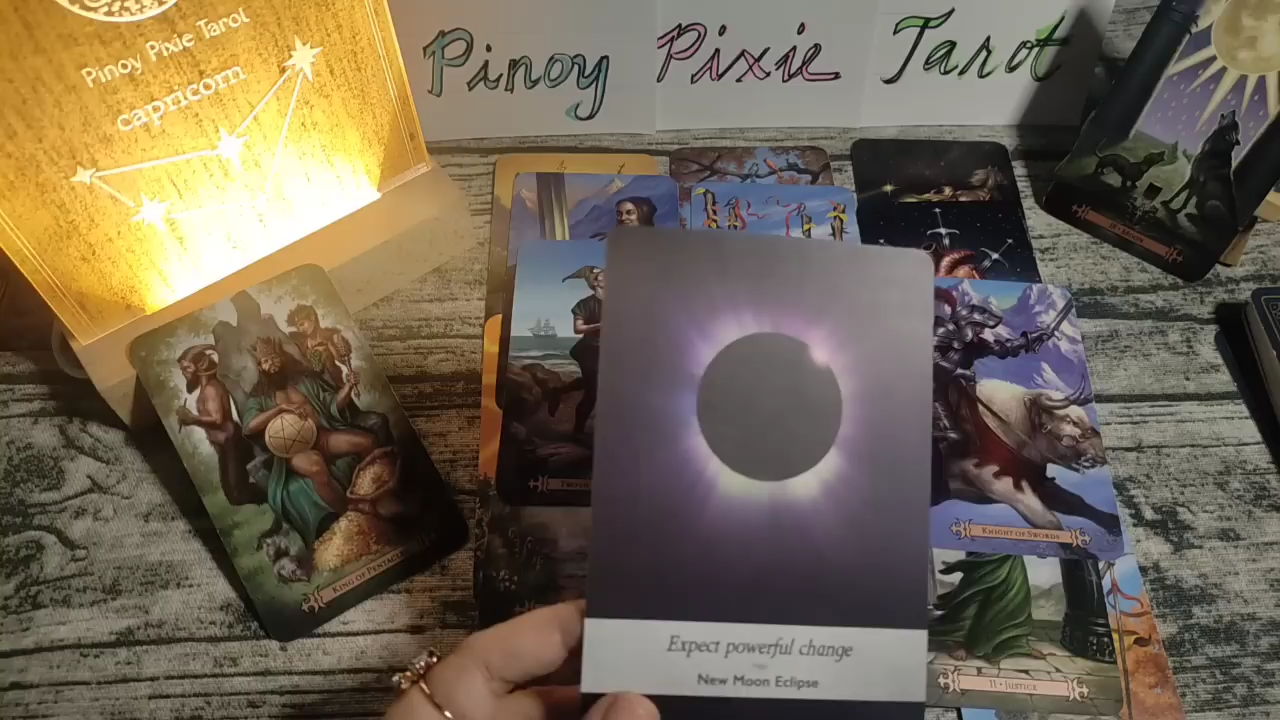 Pinoy Pixie Tarot
capricorn
Pinoy Pixie Tarot
KING OF PENTACLES
KNIGHT OF SWORDS
Expect powerful change
New Moon Eclipse
JUSTICE
MOON